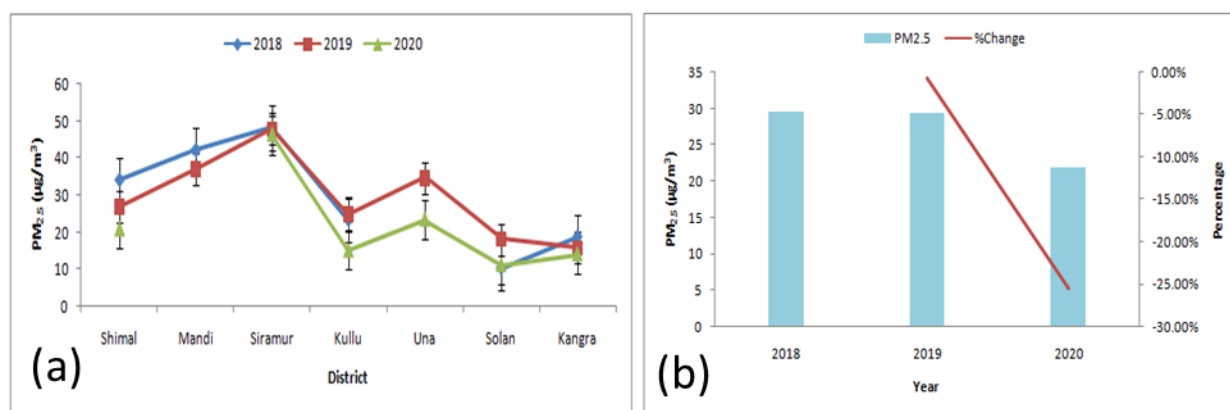 2018 2019 2020
PM2.5 (µg/m³)
60
50
40
30
20
10
0
Shimal Mandi Siramur Kullu Una Solan Kangra
District
(a)
PM2.5 %Change
PM2.5 (µg/m³)
35
30
25
20
15
10
5
0
0.00%
-5.00%
-10.00%
-15.00%
-20.00%
-25.00%
-30.00%
Percentage
2018 2019 2020
Year
(b)